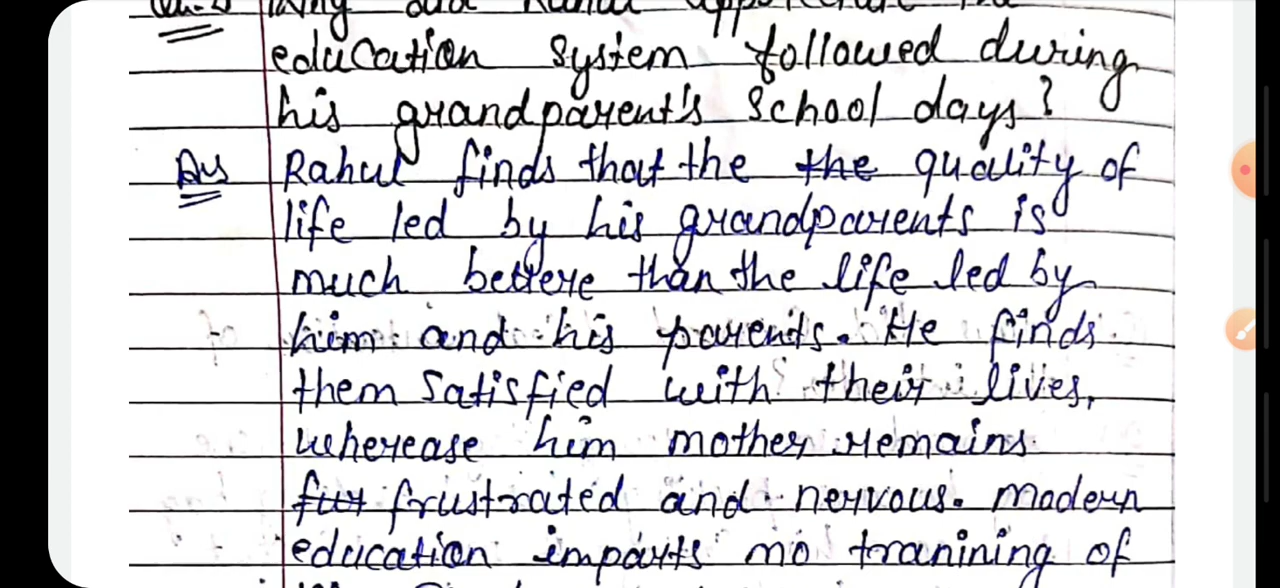 education system followed during
his grandparent's school days?
Ans Rahul finds that the the quality of
life led by his grandparents is
much bettere than the life led by
him and his parents. He finds
them satisfied with their lives,
wherease him mother remains
frustrated and nervous. modern
education imparts no tranining of